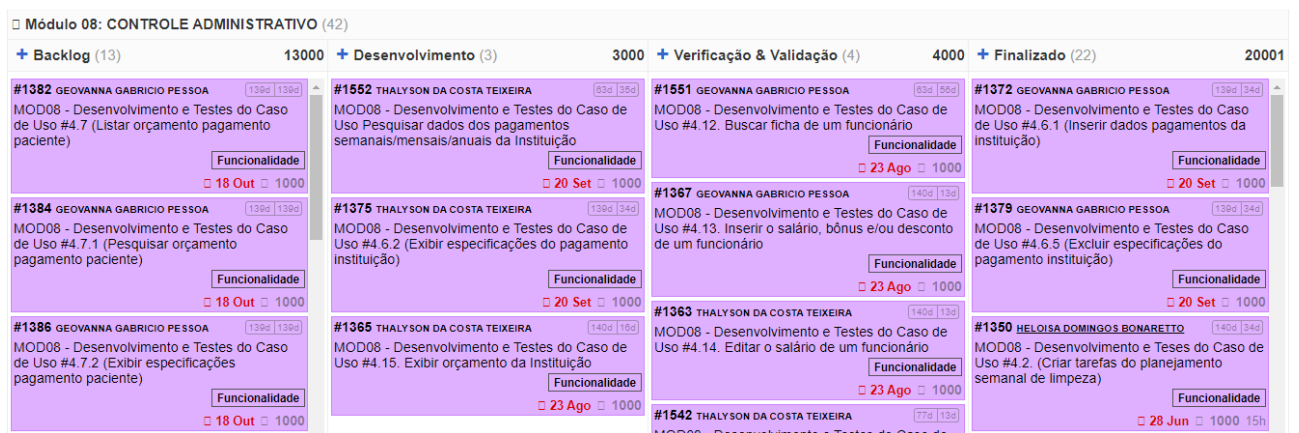 Módulo 08: CONTROLE ADMINISTRATIVO (42)
+ Backlog (13) 13000
#1382 GEOVANNA GABRICIO PESSOA 139d 139d
MOD08 - Desenvolvimento e Testes do Caso
de Uso #4.7 (Listar orçamento pagamento
paciente)
Funcionalidade
18 Out 1000
#1384 GEOVANNA GABRICIO PESSOA 139d 139d
MOD08 - Desenvolvimento e Testes do Caso
de Uso #4.7.1 (Pesquisar orçamento
pagamento paciente)
Funcionalidade
18 Out 1000
#1386 GEOVANNA GABRICIO PESSOA 139d 139d
MOD08 - Desenvolvimento e Testes do Caso
de Uso #4.7.2 (Exibir especificações
pagamento paciente)
Funcionalidade
18 Out 1000
+ Desenvolvimento (3) 3000
#1552 THALYSON DA COSTA TEIXEIRA 63d 35d
MOD08 - Desenvolvimento e Testes do Caso de
Uso Pesquisar dados dos pagamentos
semanais/mensais/anuais da Instituição
Funcionalidade
20 Set 1000
#1375 THALYSON DA COSTA TEIXEIRA 139d 34d
MOD08 - Desenvolvimento e Testes do Caso de
Uso #4.6.2 (Exibir especificações do pagamento
instituição)
Funcionalidade
20 Set 1000
#1365 THALYSON DA COSTA TEIXEIRA 140d 16d
MOD08 - Desenvolvimento e Testes do Caso de
Uso #4.15. Exibir orçamento da Instituição
Funcionalidade
23 Ago 1000
+ Verificação & Validação (4) 4000
#1551 GEOVANNA GABRICIO PESSOA 63d 56d
MOD08 - Desenvolvimento e Testes do Caso de
Uso #4.12. Buscar ficha de um funcionário
Funcionalidade
23 Ago 1000
#1367 GEOVANNA GABRICIO PESSOA 140d 13d
MOD08 - Desenvolvimento e Testes do Caso de
Uso #4.13. Inserir o salário, bônus e/ou desconto
de um funcionário
Funcionalidade
23 Ago 1000
#1363 THALYSON DA COSTA TEIXEIRA 140d 13d
MOD08 - Desenvolvimento e Testes do Caso de
Uso #4.14. Editar o salário de um funcionário
Funcionalidade
23 Ago 1000
#1542 THALYSON DA COSTA TEIXEIRA 77d 13d
MOD08 - Desenvolvimento e Testes do Caso de
+ Finalizado (22) 20001
#1372 GEOVANNA GABRICIO PESSOA 139d 34d
MOD08 - Desenvolvimento e Testes do Caso
de Uso #4.6.1 (Inserir dados pagamentos da
instituição)
Funcionalidade
20 Set 1000
#1379 GEOVANNA GABRICIO PESSOA 139d 34d
MOD08 - Desenvolvimento e Testes do Caso
de Uso #4.6.5 (Excluir especificações do
pagamento instituição)
Funcionalidade
20 Set 1000
#1350 HELOISA DOMINGOS BONARETTO 140d 34d
MOD08 - Desenvolvimento e Teses do Caso de
Uso #4.2. (Criar tarefas do planejamento
semanal de limpeza)
Funcionalidade
28 Jun 1000 15h